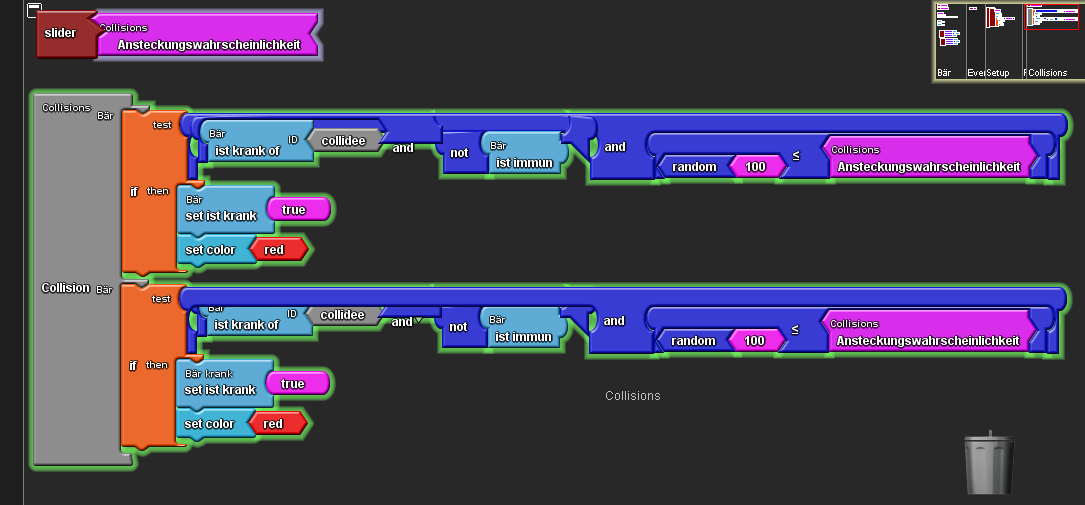 slider
Collisions
Ansteckungswahrscheinlichkeit
Bär
Even
Setup
Collisions
Collisions
Bär
test
Bär
ist krank of
ID
collidee
and
not
Bär
ist immun
and
random 100 ≤
Collisions
Ansteckungswahrscheinlichkeit
if then
Bär
set ist krank true
set color red
Collision Bär
test
Bär
ist krank of
ID
collidee
and
not
Bär
ist immun
and
random 100 ≤
Collisions
Ansteckungswahrscheinlichkeit
if then
Bär krank
set ist krank true
set color red
Collisions